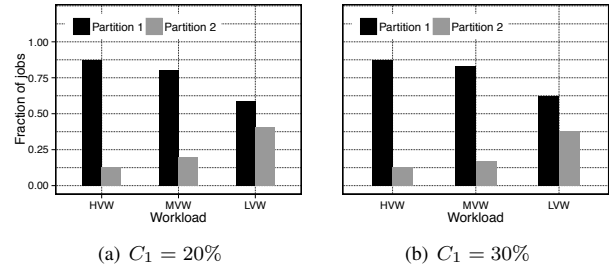 Partition 1 Partition 2
1.00
0.75
0.50
0.25
0.00
Fraction of jobs
HVW MVW LVW
Workload
(a) C₁ = 20%
Partition 1 Partition 2
HVW MVW LVW
Workload
(b) C₁ = 30%